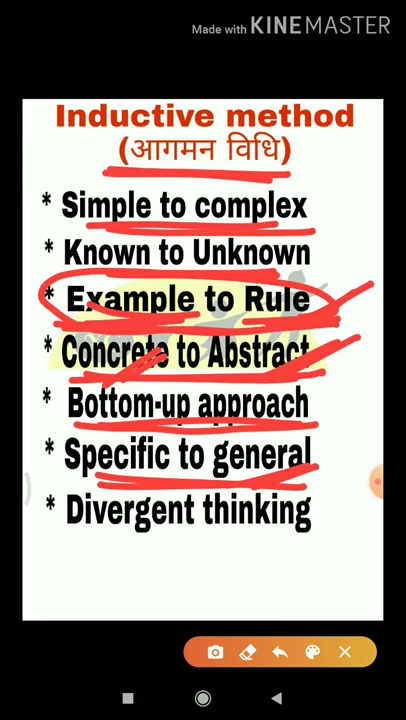 Made with KINEMASTER
Inductive method
(आगमन विधि)
* Simple to complex
* Known to Unknown
* Example to Rule
* Concrete to Abstract
* Bottom-up approach
* Specific to general
* Divergent thinking